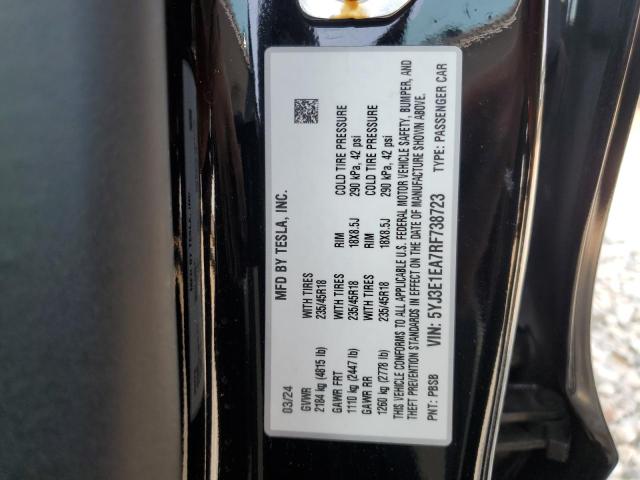 MFD BY TESLA, INC.
03/24
GVWR WITH TIRES RIM COLD TIRE PRESSURE
2184 kg (4815 lb) 235/45R18 18X8.5J 290 kPa, 42 psi
GAWR FRT WITH TIRES RIM COLD TIRE PRESSURE
1110 kg (2447 lb) 235/45R18 18X8.5J 290 kPa, 42 psi
GAWR RR
1260 kg (2778 lb)
THIS VEHICLE CONFORMS TO ALL APPLICABLE U.S. FEDERAL MOTOR VEHICLE SAFETY, BUMPER, AND
THEFT PREVENTION STANDARDS IN EFFECT ON THE DATE OF MANUFACTURE SHOWN ABOVE.
VIN: 5YJ3E1EA7RF738723
PNT: PBSB TYPE: PASSENGER CAR